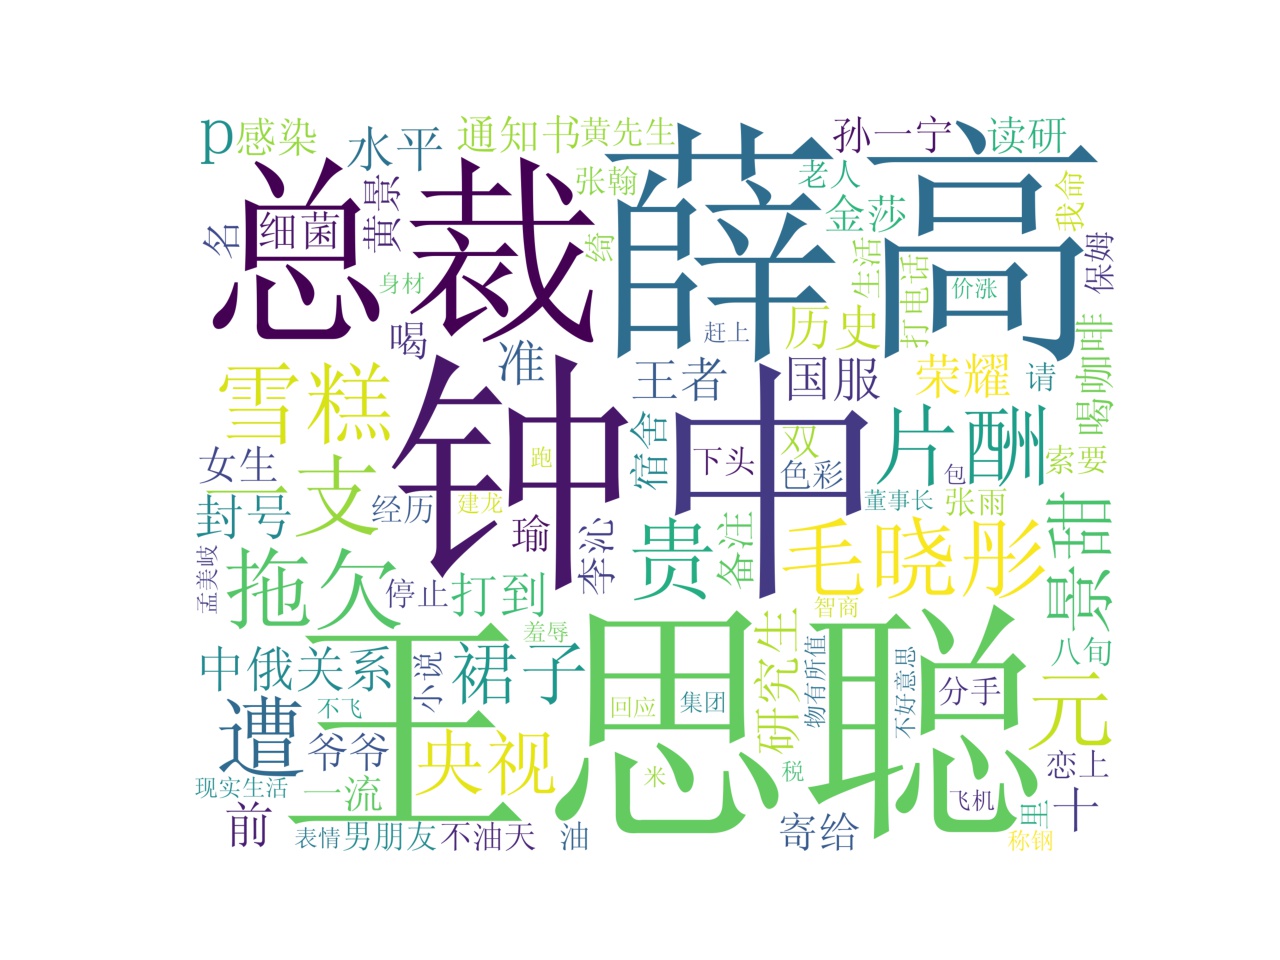 p
感染
水平
通知书
黄先生
孙一宁
读研
总裁
薛
高
细菌
名
黄景
张翰
绮
老人
金莎
生活
打电话
我命
保姆
身材
价涨
喝
准
赶上
历史
雪糕
钟
中
王者
国服
荣耀
请
喝咖啡
女生
一支
跑
宿舍
下头
双
色彩
片酬
包
索要
封号
经历
建龙
瑜
李沁
备注
董事长
张雨
景甜
孟美岐
拖欠
停止
打到
贵
毛晓彤
羞辱
智商
中俄关系
王思聪
小说
裙子
研究生
物有所值
不好意思
八旬
遭
不飞
爷爷
央视
回应
集团
分手
元
现实生活
一流
米
税
飞机
恋上
前
表情
男朋友
不油天
油
寄给
里
十
称钢